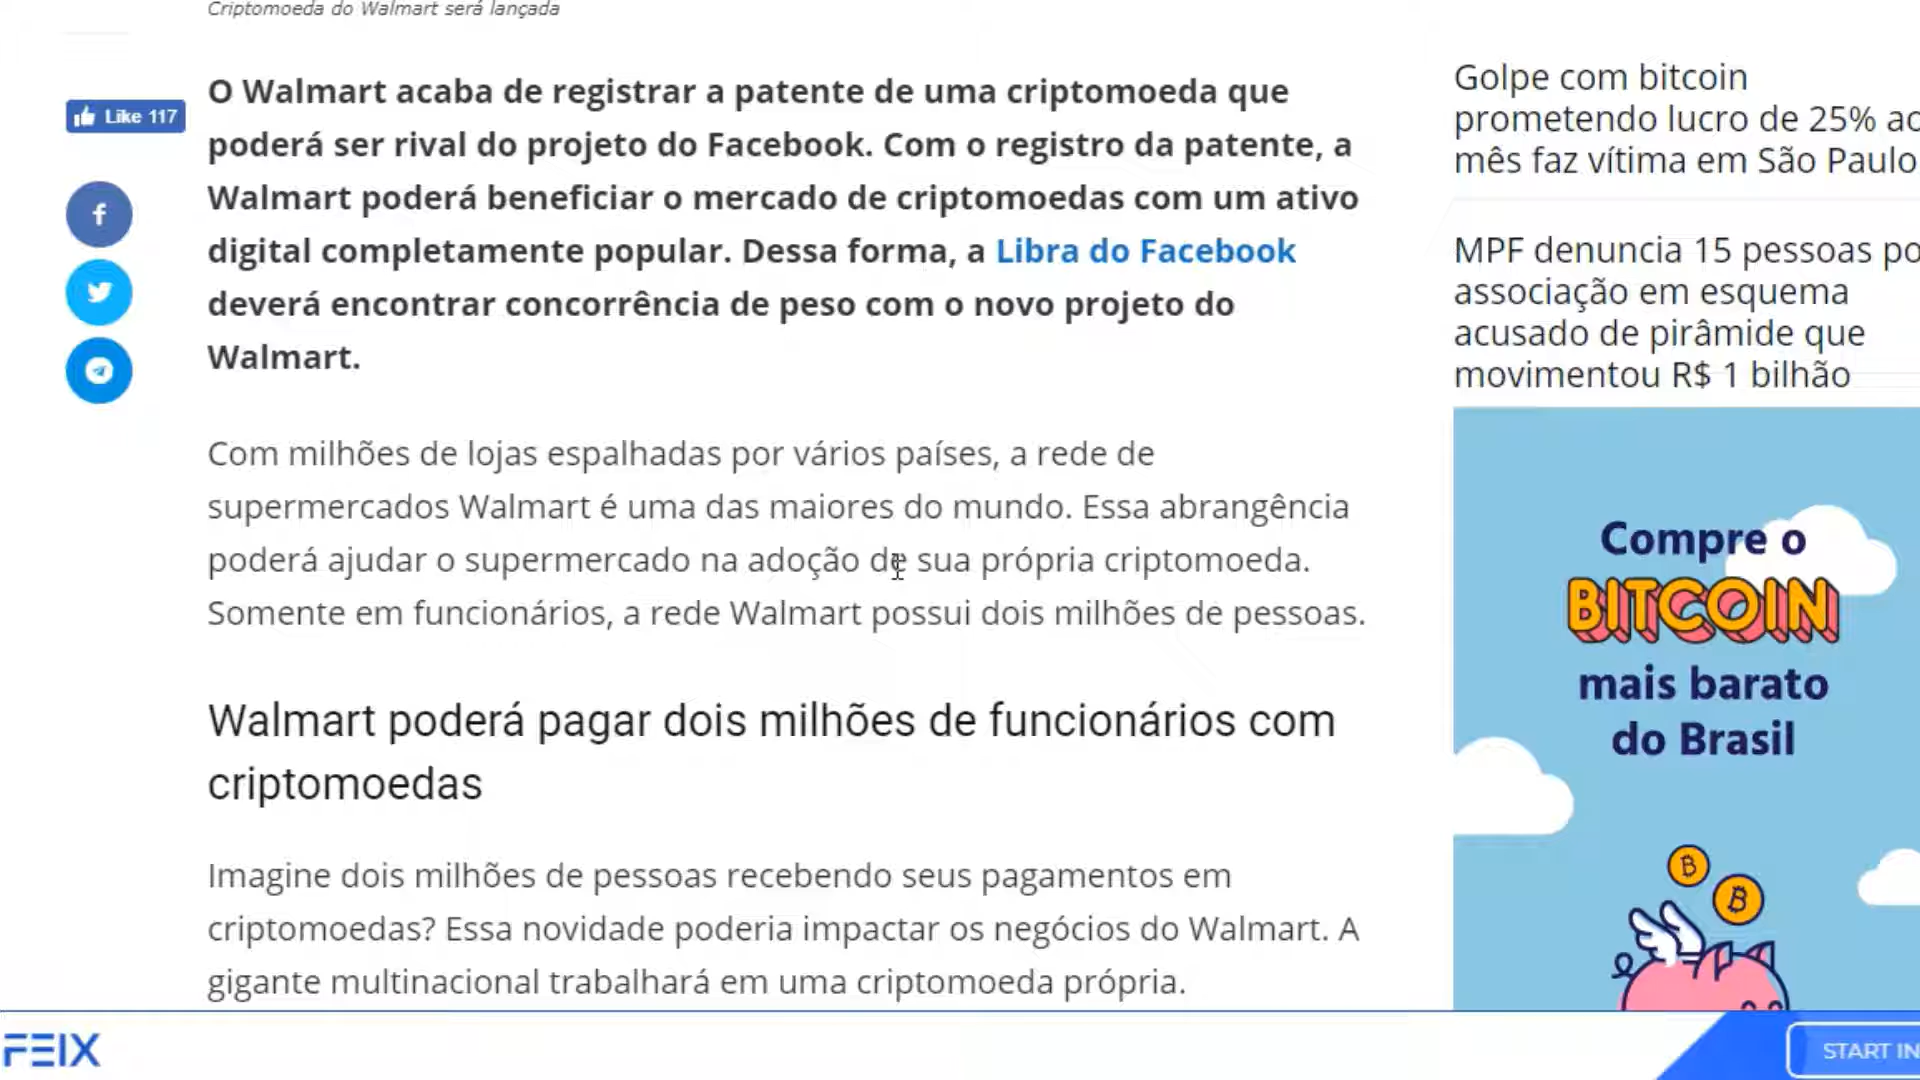 Criptomoeda do Walmart será lançada
Like 117
O Walmart acaba de registrar a patente de uma criptomoeda que
poderá ser rival do projeto do Facebook. Com o registro da patente, a
Walmart poderá beneficiar o mercado de criptomoedas com um ativo
digital completamente popular. Dessa forma, a Libra do Facebook
deverá encontrar concorrência de peso com o novo projeto do
Walmart.
Com milhões de lojas espalhadas por vários países, a rede de
supermercados Walmart é uma das maiores do mundo. Essa abrangência
poderá ajudar o supermercado na adoção de sua própria criptomoeda.
Somente em funcionários, a rede Walmart possui dois milhões de pessoas.
Walmart poderá pagar dois milhões de funcionários com
criptomoedas
Imagine dois milhões de pessoas recebendo seus pagamentos em
criptomoedas? Essa novidade poderia impactar os negócios do Walmart. A
gigante multinacional trabalhará em uma criptomoeda própria.
Golpe com bitcoin
prometendo lucro de 25% ao
mês faz vítima em São Paulo
MPF denuncia 15 pessoas po
associação em esquema
acusado de pirâmide que
movimentou R$ 1 bilhão
Compre o
BITCOIN
mais barato
do Brasil
FEIX
START IN